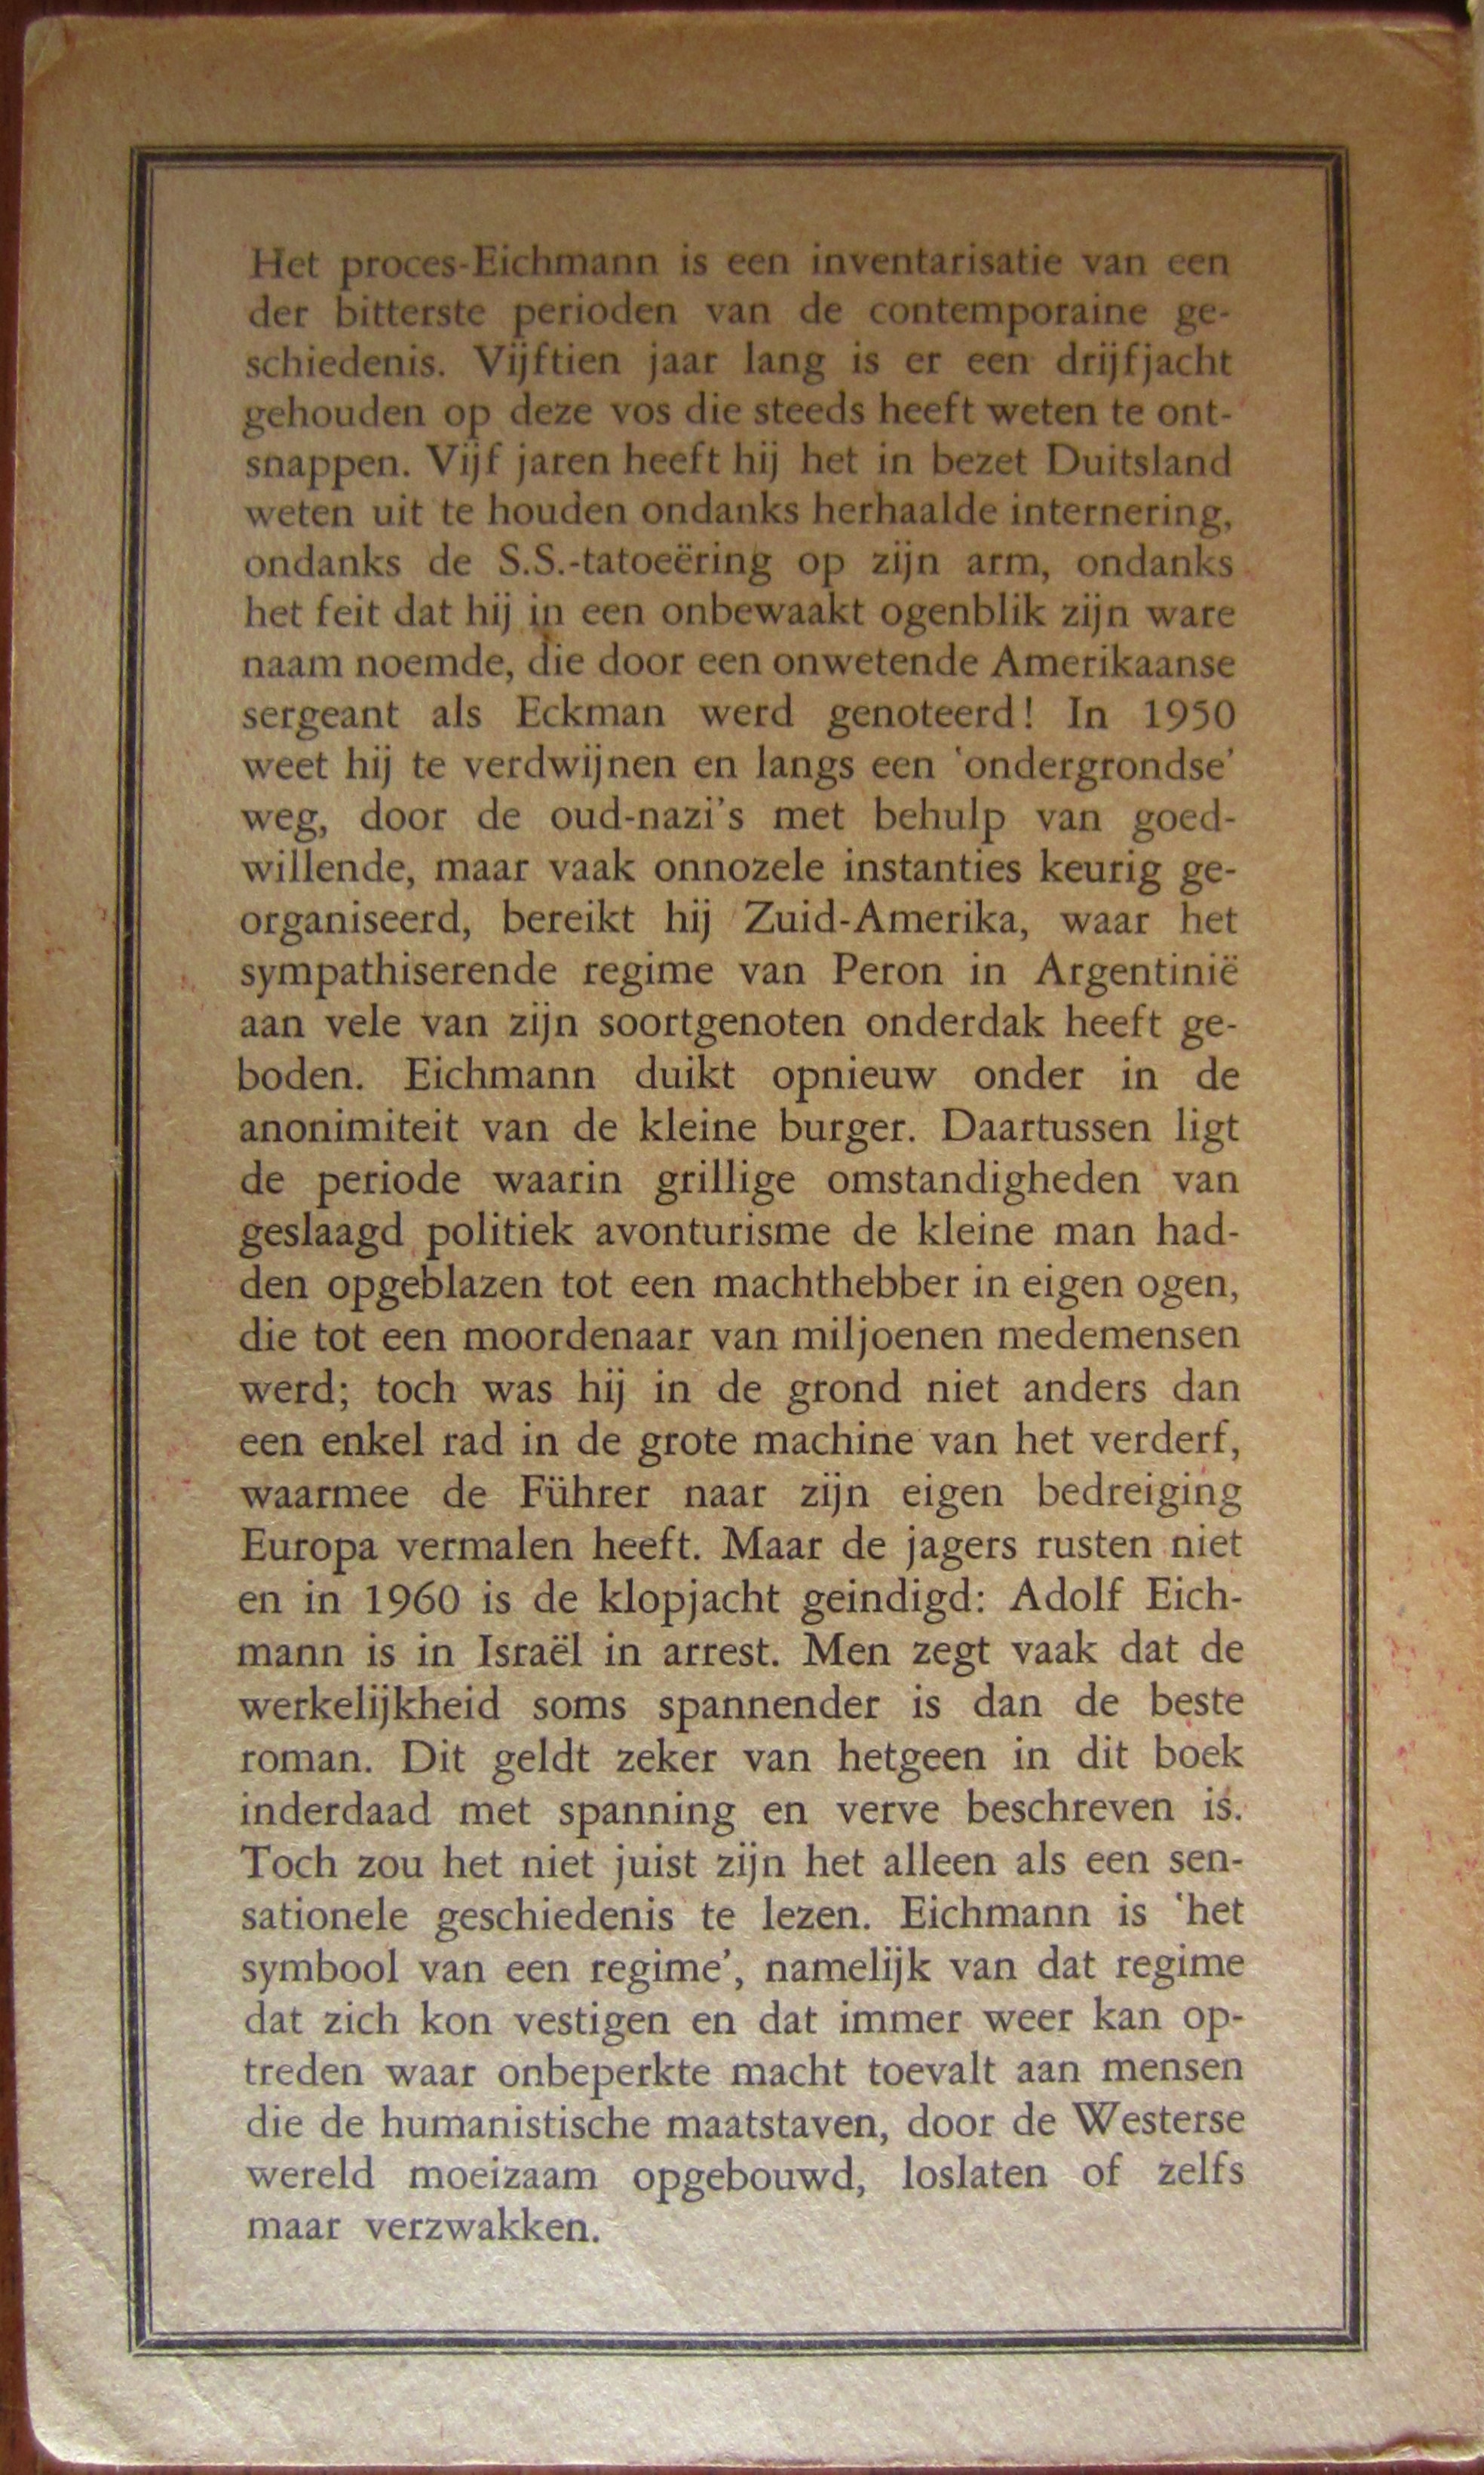 Het proces-Eichmann is een inventarisatie van een
der bitterste perioden van de contemporaine ge-
schiedenis. Vijftien jaar lang is er een drijfjacht
gehouden op deze vos die steeds heeft weten te ont-
snappen. Vijf jaren heeft hij het in bezet Duitsland
weten uit te houden ondanks herhaalde internering,
ondanks de S.S.-tatoeëring op zijn arm, ondanks
het feit dat hij in een onbewaakt ogenblik zijn ware
naam noemde, die door een onwetende Amerikaanse
sergeant als Eckman werd genoteerd! In 1950
weet hij te verdwijnen en langs een ‘ondergrondse’
weg, door de oud-nazi’s met behulp van goed-
willende, maar vaak onnozele instanties keurig ge-
organiseerd, bereikt hij Zuid-Amerika, waar het
sympathiserende regime van Peron in Argentinië
aan vele van zijn soortgenoten onderdak heeft ge-
boden. Eichmann duikt opnieuw onder in de
anonimiteit van de kleine burger. Daartussen ligt
de periode waarin grillige omstandigheden van
geslaagd politiek avonturisme de kleine man had-
den opgeblazen tot een machthebber in eigen ogen,
die tot een moordenaar van miljoenen medemensen
werd; toch was hij in de grond niet anders dan
een enkel rad in de grote machine van het verderf,
waarmee de Führer naar zijn eigen bedreiging
Europa vermalen heeft. Maar de jagers rusten niet
en in 1960 is de klopjacht geindigd: Adolf Eich-
mann is in Israël in arrest. Men zegt vaak dat de
werkelijkheid soms spannender is dan de beste
roman. Dit geldt zeker van hetgeen in dit boek
inderdaad met spanning en verve beschreven is.
Toch zou het niet juist zijn het alleen als een sen-
sationele geschiedenis te lezen. Eichmann is ‘het
symbool van een regime’, namelijk van dat regime
dat zich kon vestigen en dat immer weer kan op-
treden waar onbeperkte macht toevalt aan mensen
die de humanistische maatstaven, door de Westerse
wereld moeizaam opgebouwd, loslaten of zelfs
maar verzwakken.